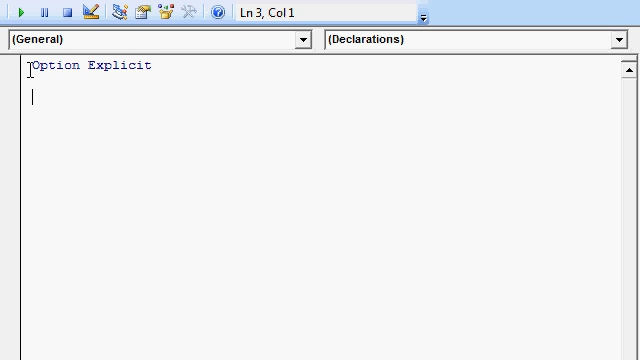 Ln 3, Col 1
(General)
(Declarations)
Option Explicit